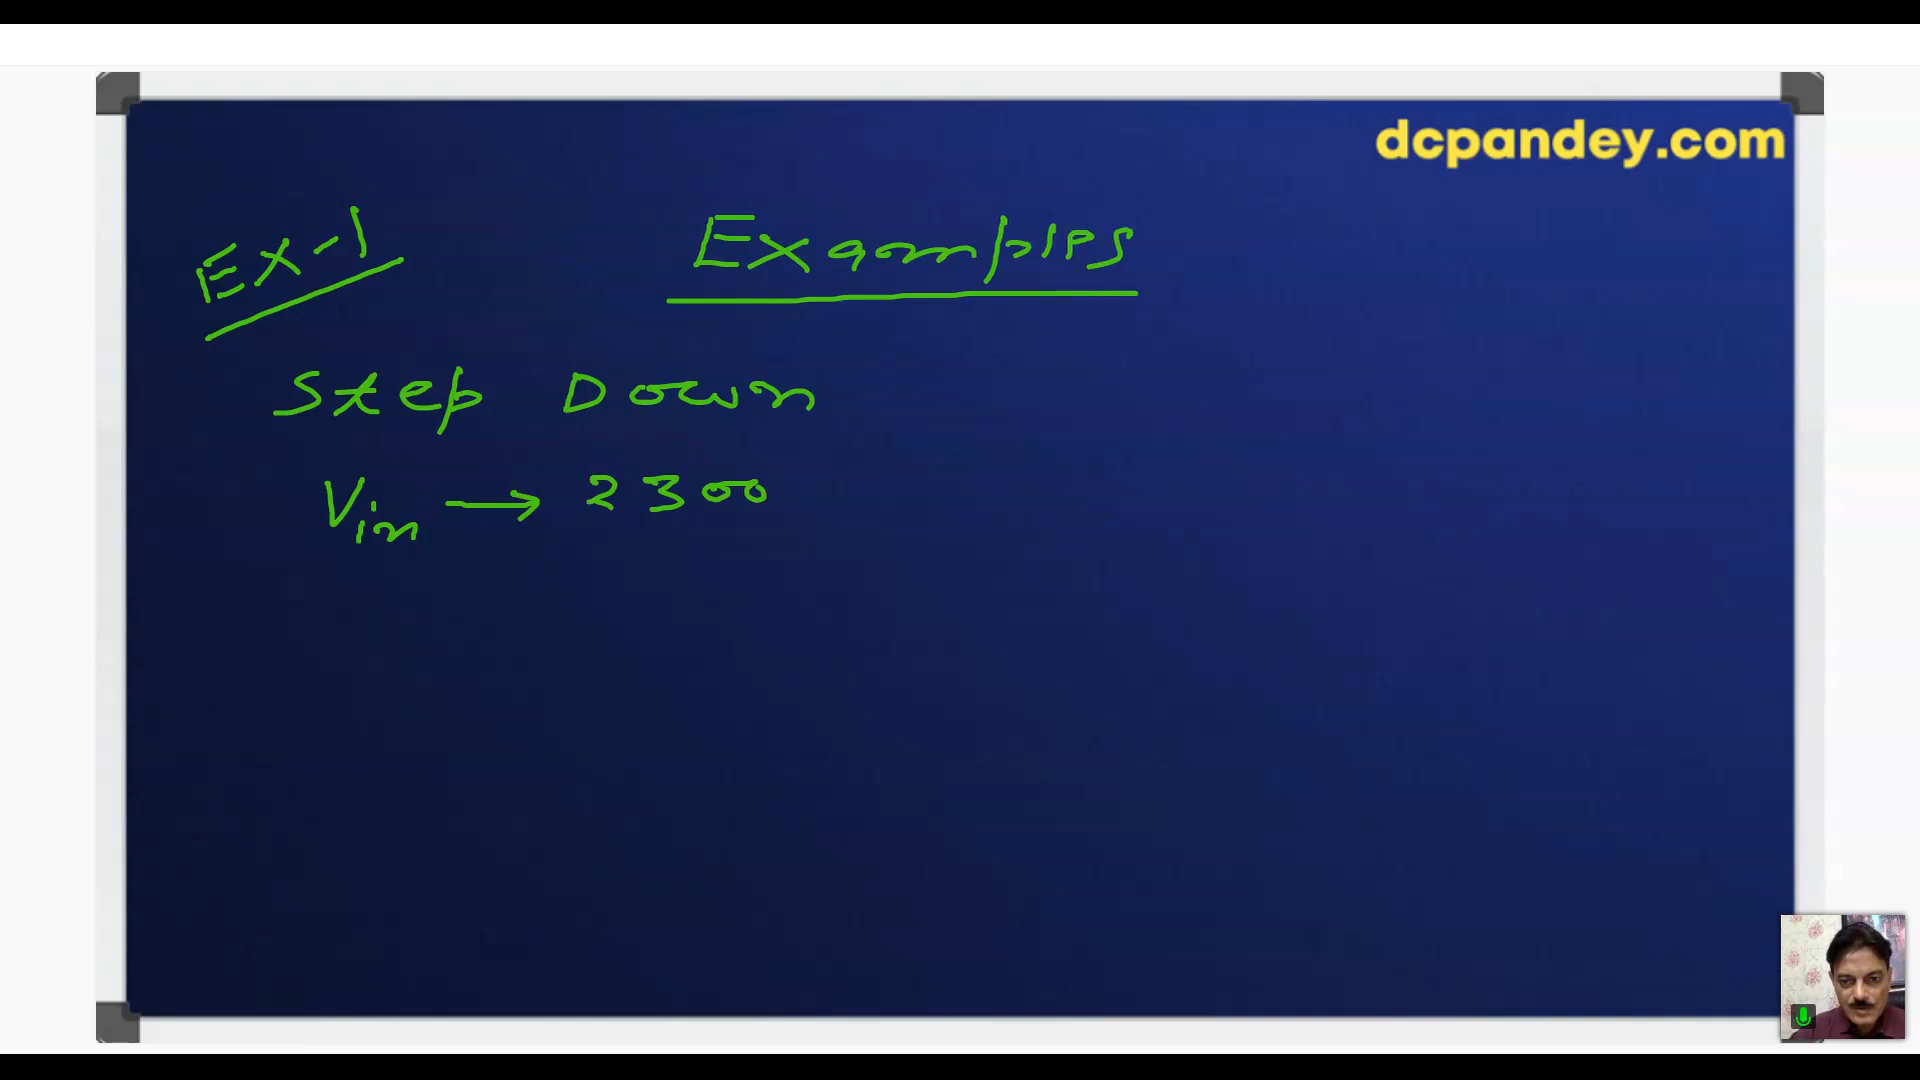 dcpandey.com
Ex-1
Examples
Step Down
Vin → 2300